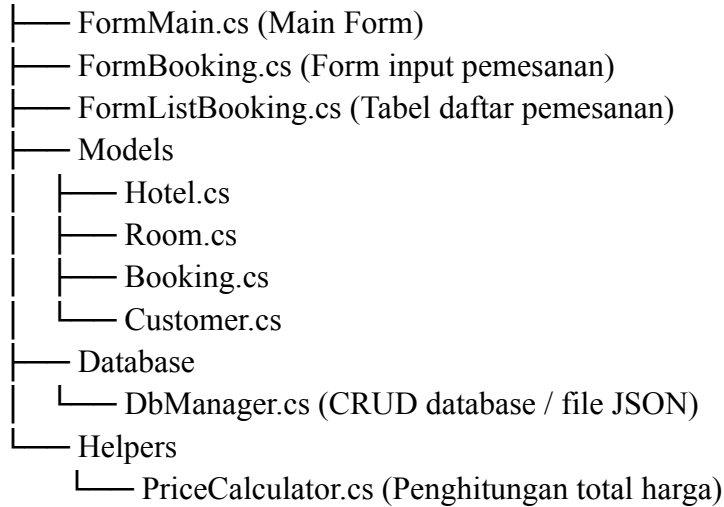 ├── FormMain.cs (Main Form)
├── FormBooking.cs (Form input pemesanan)
├── FormListBooking.cs (Tabel daftar pemesanan)
├── Models
│ ├── Hotel.cs
│ ├── Room.cs
│ ├── Booking.cs
│ └── Customer.cs
├── Database
│ └── DbManager.cs (CRUD database / file JSON)
└── Helpers
└── PriceCalculator.cs (Penghitungan total harga)